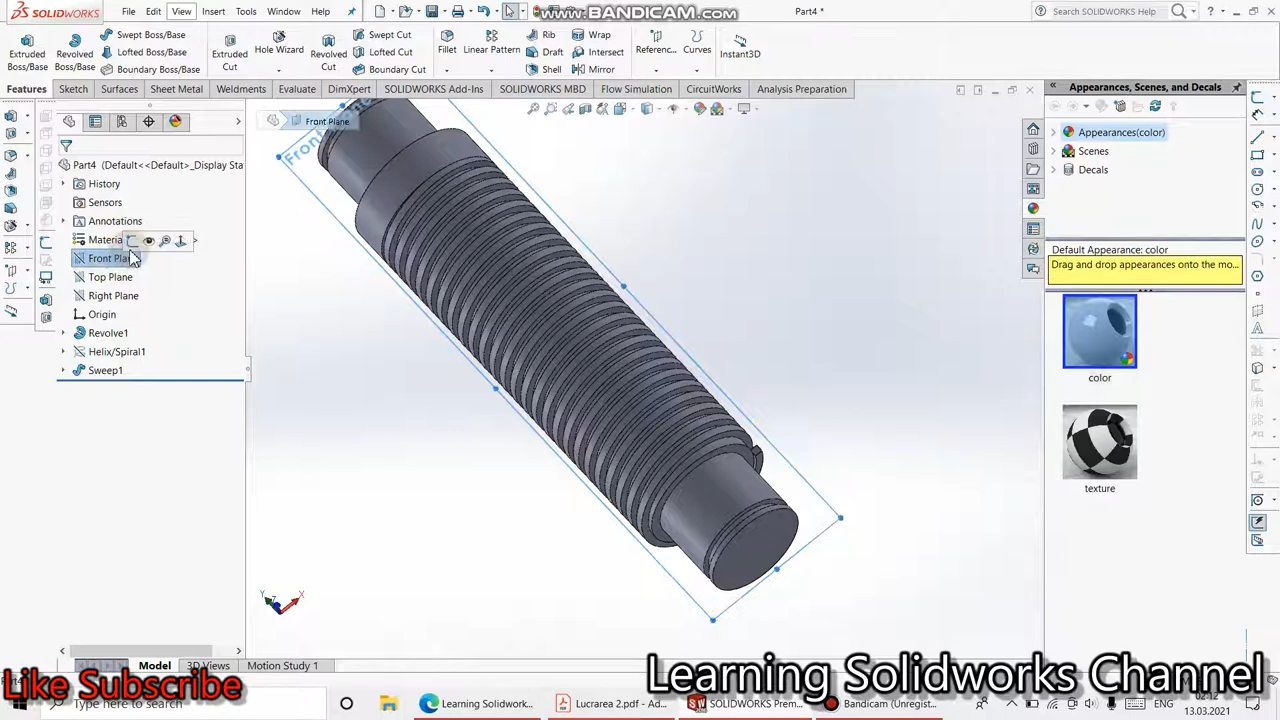 SOLIDWORKS File Edit View Insert Tools Window Help www.BANDICAM.com Part4 * Search SOLIDWORKS Help
Extruded Boss/Base Revolved Boss/Base Swept Boss/Base Lofted Boss/Base Boundary Boss/Base Extruded Cut Hole Wizard Revolved Cut Swept Cut Lofted Cut Boundary Cut Fillet Linear Pattern Rib Draft Shell Wrap Intersect Mirror Referenc... Curves Instant3D
Features Sketch Surfaces Sheet Metal Weldments Evaluate DimXpert SOLIDWORKS Add-Ins SOLIDWORKS MBD Flow Simulation CircuitWorks Analysis Preparation
Appearances, Scenes, and Decals
Front Plane
Part4 (Default<<Default>_Display Sta
History
Sensors
Annotations
Materia
Front Plan
Top Plane
Right Plane
Origin
Revolve1
Helix/Spiral1
Sweep1
Front
Y Z X
Appearances(color)
Scenes
Decals
Default Appearance: color
Drag and drop appearances onto the mo...
color
texture
Model 3D Views Motion Study 1
Like Subscribe
Learning Solidworks Channel
Type here to search
Learning Solidwork...
Lucrarea 2.pdf - Ad...
SOLIDWORKS Prem...
Bandicam (Unregist...
02:12
13.03.2021